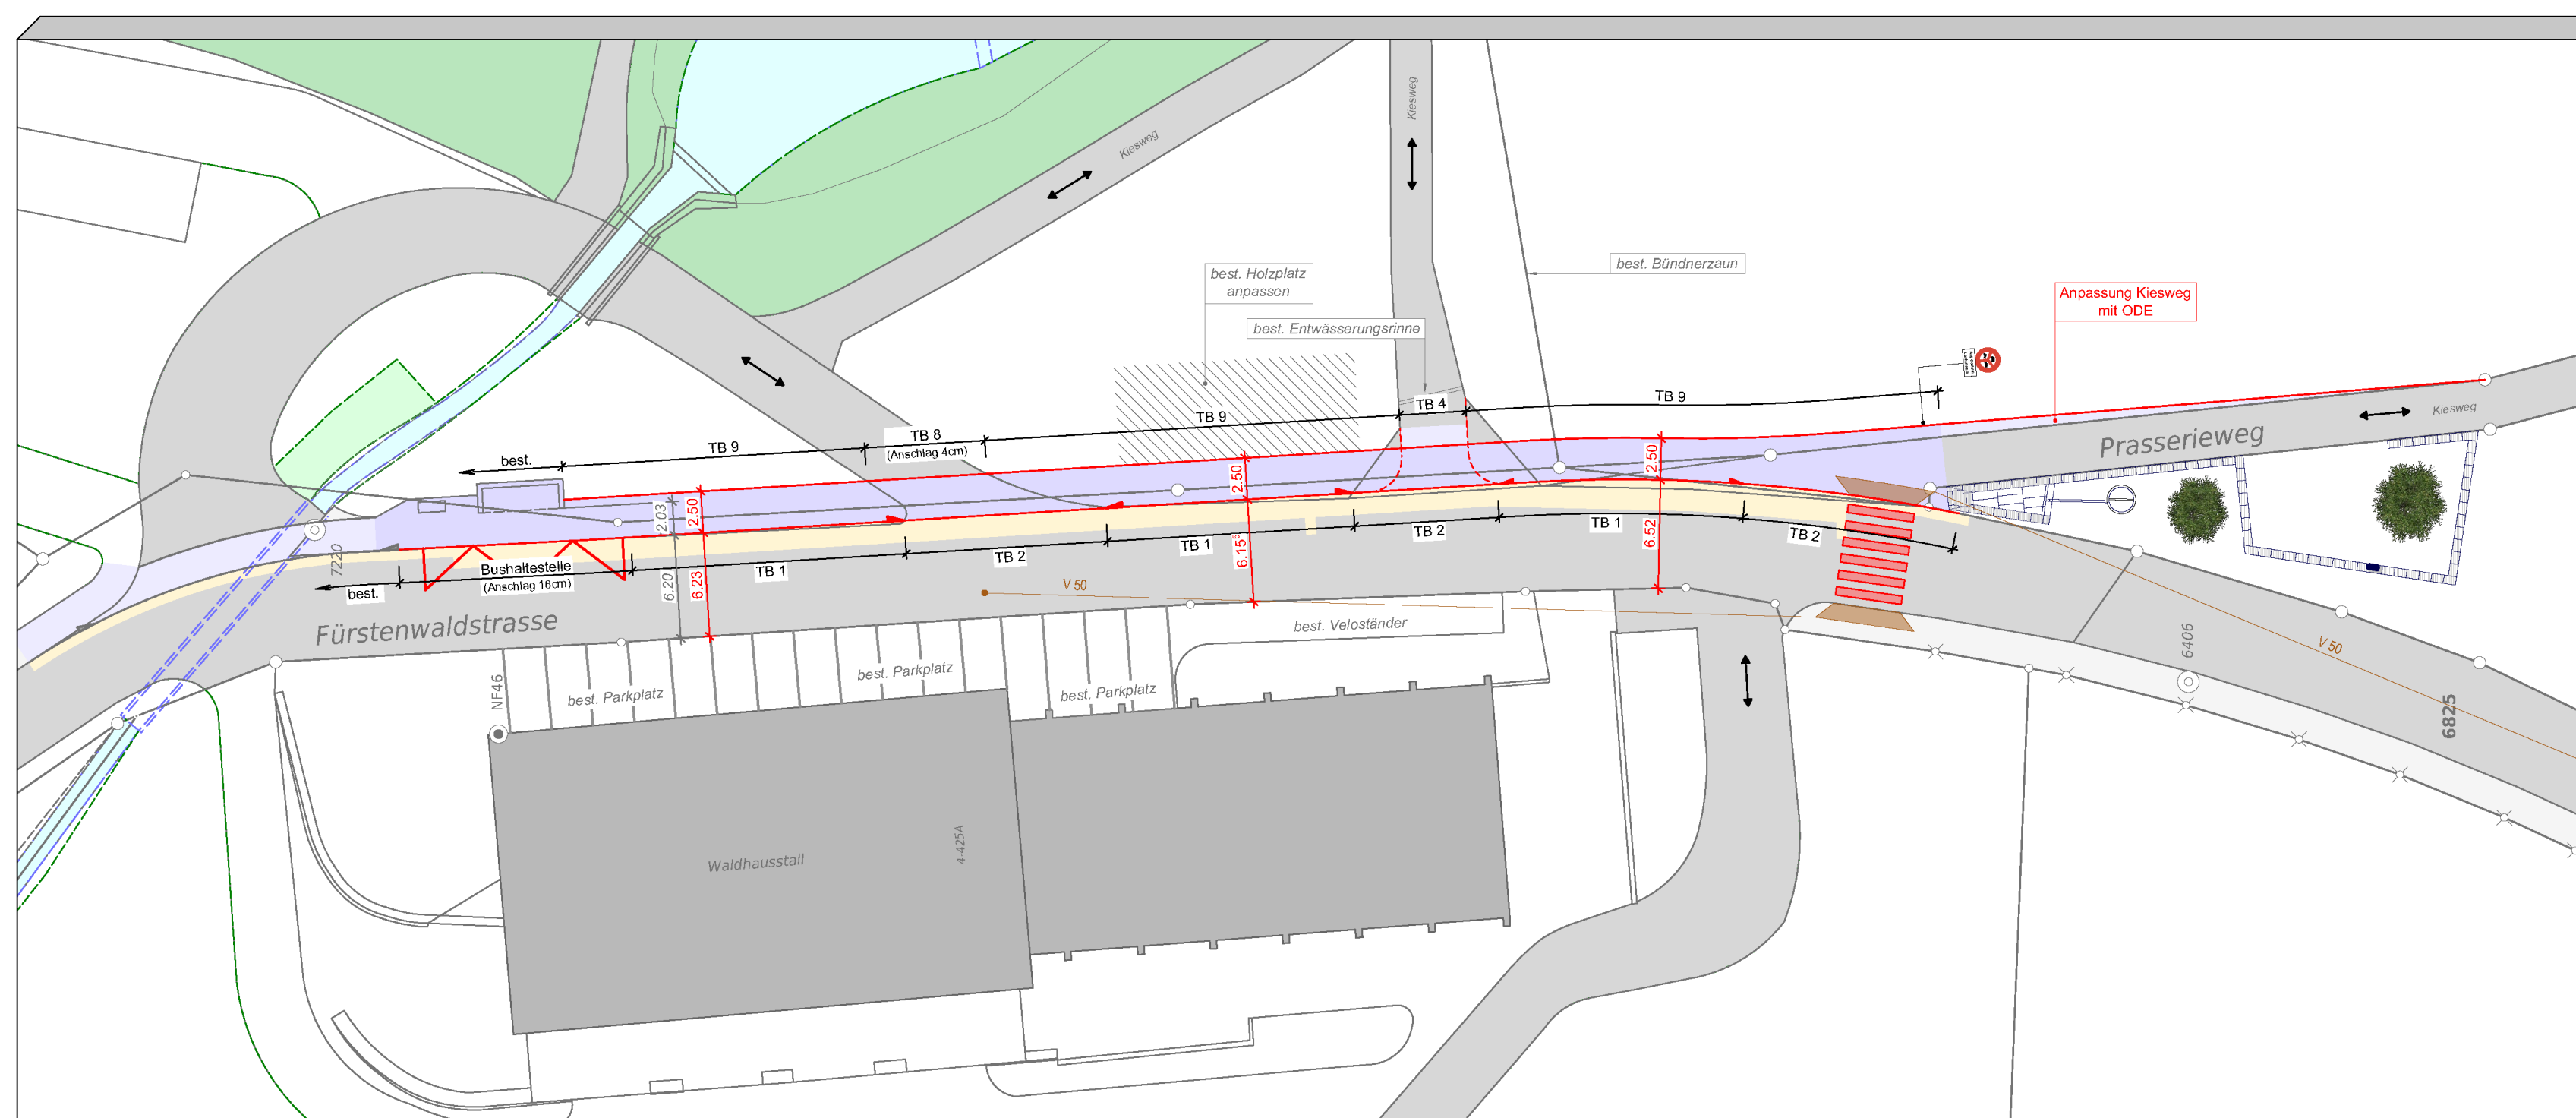 Kiesweg
Kiesweg
best. Holzplatz
anpassen
best. Bündnerzaun
Anpassung Kiesweg
mit ODE
best. Entwässerungsrinne
TB 9
TB 4
TB 9
TB 8
(Anschlag 4cm)
TB 9
best.
Kiesweg
Prasserieweg
2.03
2.50
2.50
2.50
7220
Bushaltestelle
(Anschlag 16cm)
best.
6.20
6.23
TB 1
TB 2
TB 1
6.15⁵
TB 2
TB 1
6.52
TB 2
V 50
Fürstenwaldstrasse
best. Veloständer
NF46
best. Parkplatz
best. Parkplatz
best. Parkplatz
6406
V 50
6825
Waldhausstall
4-425A